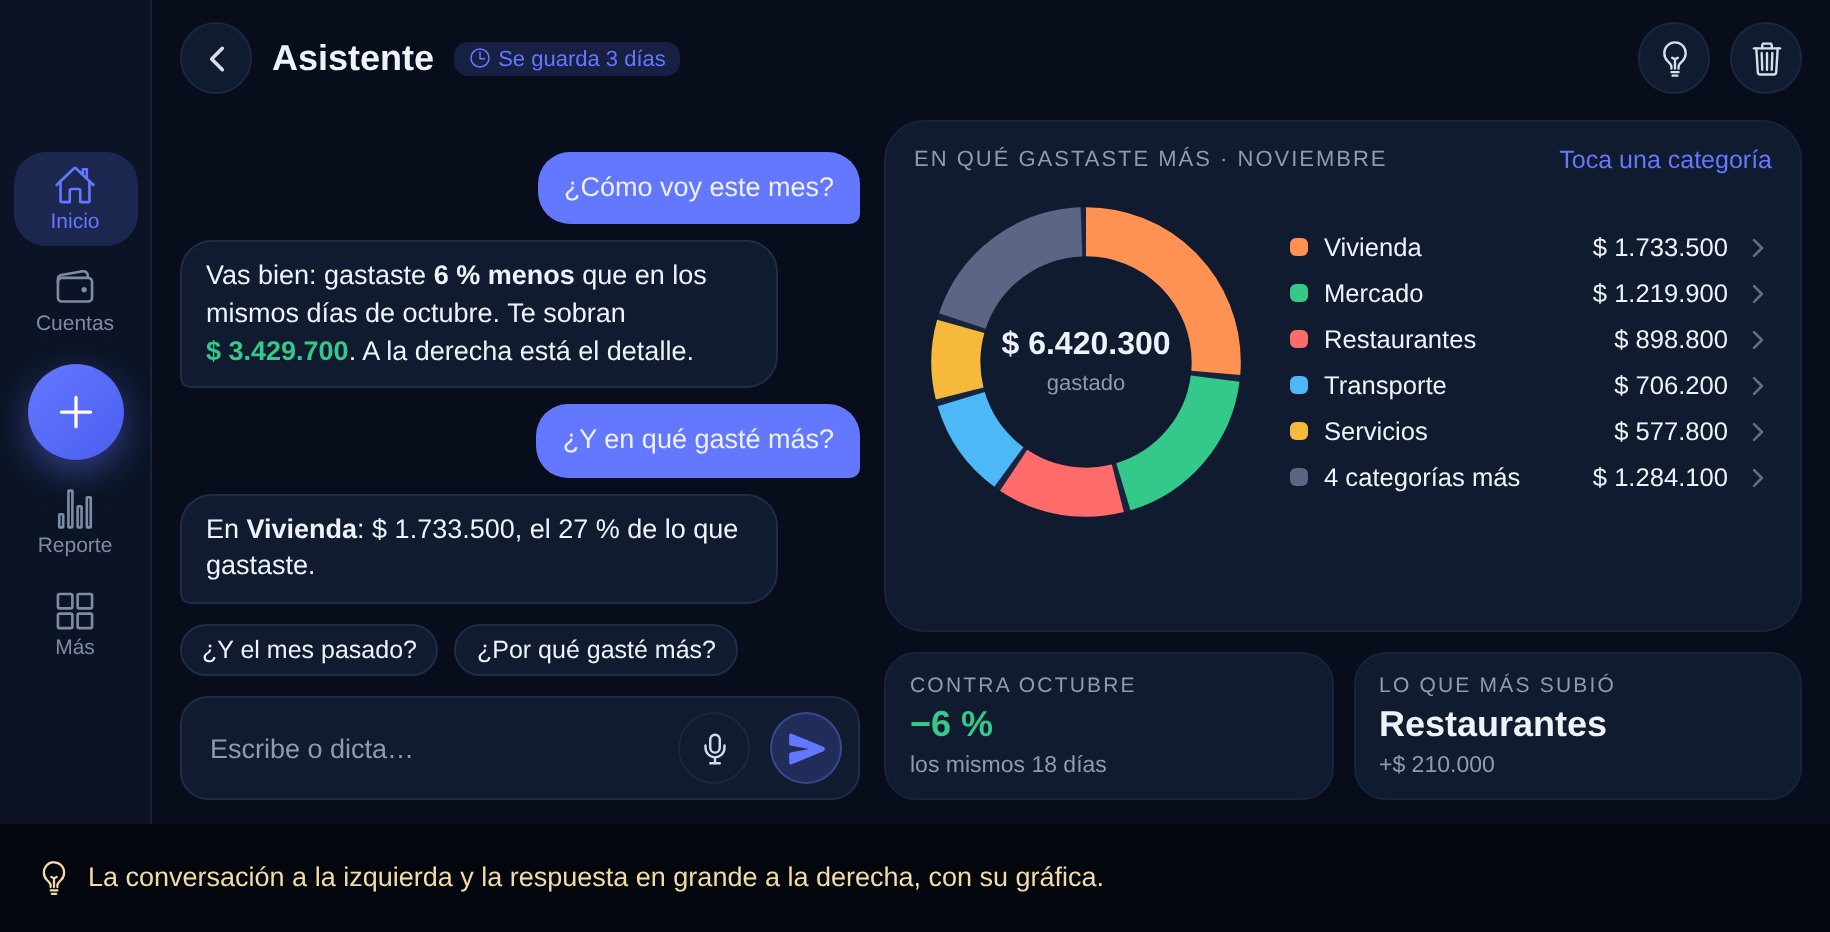 Asistente
Se guarda 3 días
Inicio
Cuentas
Reporte
Más
¿Cómo voy este mes?
Vas bien: gastaste 6 % menos que en los
mismos días de octubre. Te sobran
$ 3.429.700. A la derecha está el detalle.
¿Y en qué gasté más?
En Vivienda: $ 1.733.500, el 27 % de lo que
gastaste.
¿Y el mes pasado?
¿Por qué gasté más?
Escribe o dicta…
EN QUÉ GASTASTE MÁS · NOVIEMBRE
Toca una categoría
$ 6.420.300
gastado
Vivienda $ 1.733.500
Mercado $ 1.219.900
Restaurantes $ 898.800
Transporte $ 706.200
Servicios $ 577.800
4 categorías más $ 1.284.100
CONTRA OCTUBRE
−6 %
los mismos 18 días
LO QUE MÁS SUBIÓ
Restaurantes
+$ 210.000
La conversación a la izquierda y la respuesta en grande a la derecha, con su gráfica.